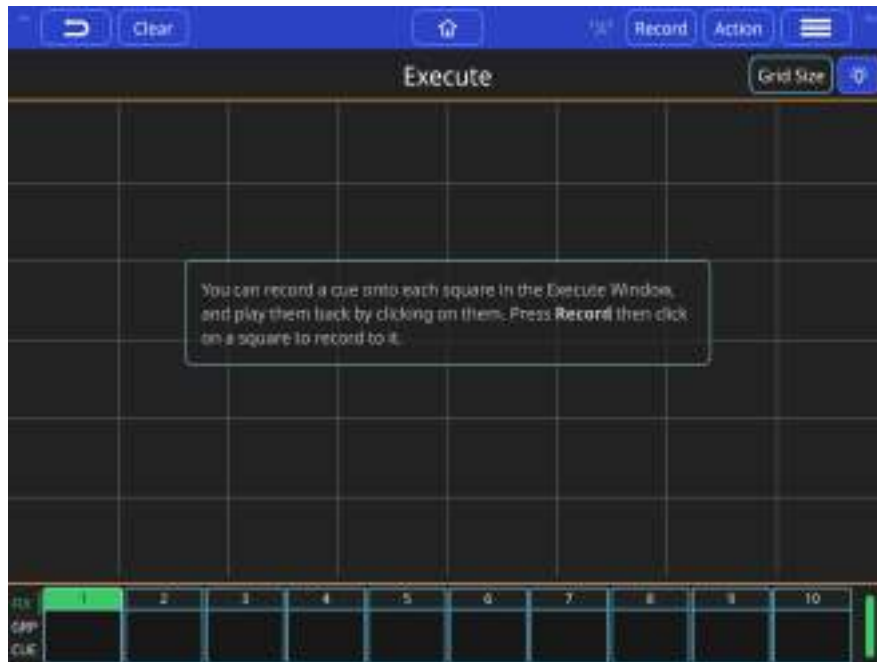 Clear
Record
Action
Execute
Grid Size
You can record a cue onto each square in the Execute Window,
and play them back by clicking on them. Press Record then click
on a square to record to it.
1 2 3 4 5 6 7 8 9 10
GRP
CUE